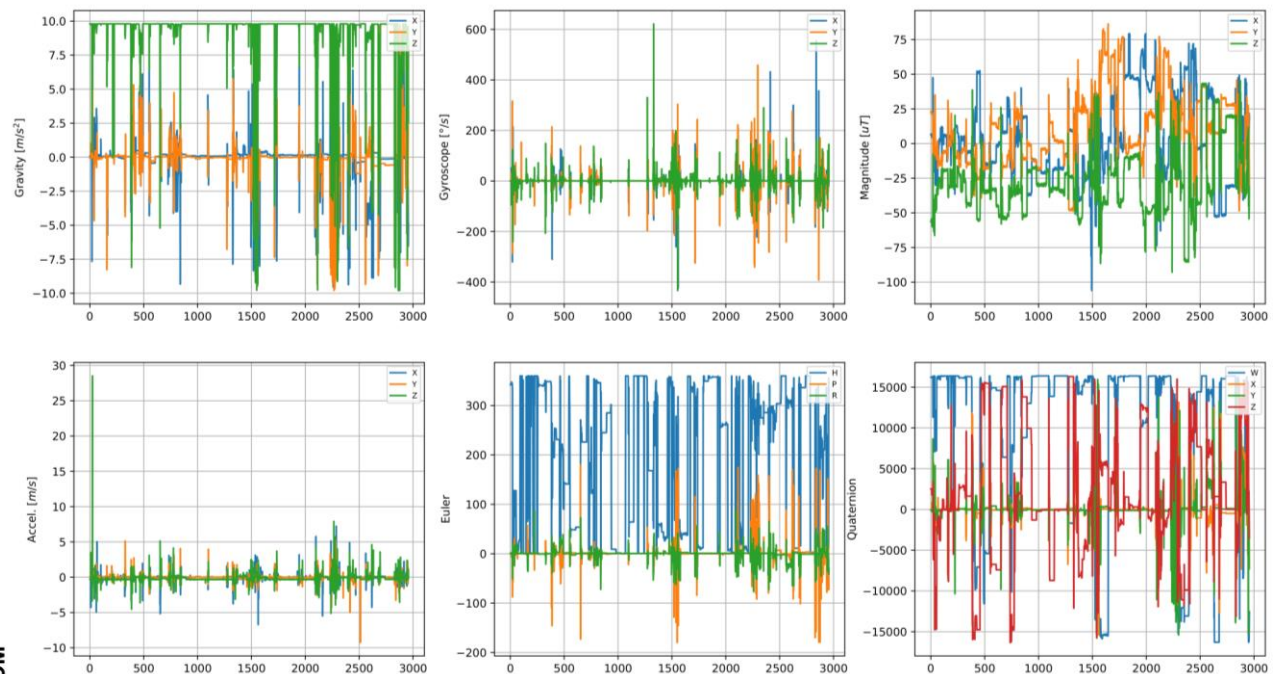 Gravity [m/s²]
10.0
7.5
5.0
2.5
0.0
−2.5
−5.0
−7.5
−10.0
0 500 1000 1500 2000 2500 3000
X
Y
Z
Gyroscope [°/s]
600
400
200
0
−200
−400
0 500 1000 1500 2000 2500 3000
X
Y
Z
Magnitude [uT]
75
50
25
0
−25
−50
−75
−100
0 500 1000 1500 2000 2500 3000
X
Y
Z
Accel. [m/s]
30
25
20
15
10
5
0
−5
−10
0 500 1000 1500 2000 2500 3000
X
Y
Z
Euler
300
200
100
0
−100
−200
0 500 1000 1500 2000 2500 3000
H
P
R
Quaternion
15000
10000
5000
0
−5000
−10000
−15000
0 500 1000 1500 2000 2500 3000
W
X
Y
Z